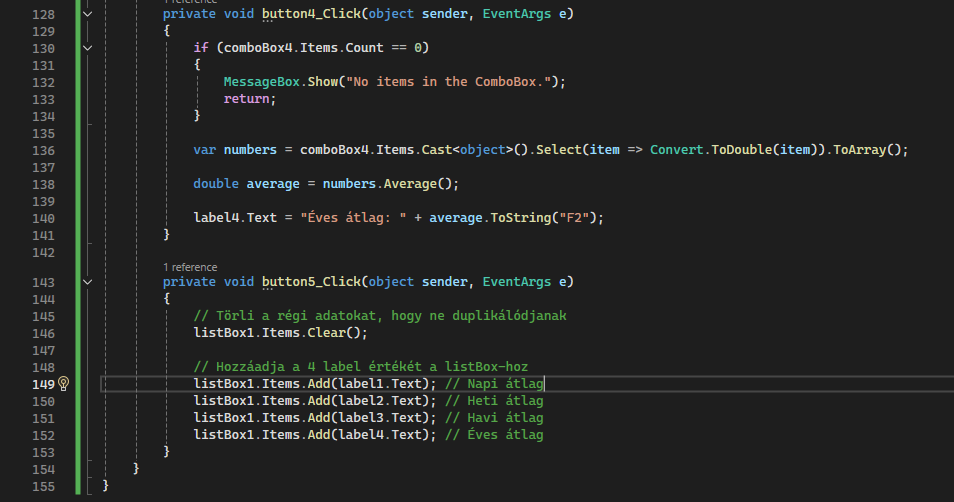 1 reference
128 private void button4_Click(object sender, EventArgs e)
129 {
130 if (comboBox4.Items.Count == 0)
131 {
132 MessageBox.Show("No items in the ComboBox.");
133 return;
134 }
135
136 var numbers = comboBox4.Items.Cast<object>().Select(item => Convert.ToDouble(item)).ToArray();
137
138 double average = numbers.Average();
139
140 label4.Text = "Éves átlag: " + average.ToString("F2");
141 }
142
1 reference
143 private void button5_Click(object sender, EventArgs e)
144 {
145 // Törli a régi adatokat, hogy ne duplikálódjanak
146 listBox1.Items.Clear();
147
148 // Hozzáadja a 4 label értékét a listBox-hoz
149 listBox1.Items.Add(label1.Text); // Napi átlag
150 listBox1.Items.Add(label2.Text); // Heti átlag
151 listBox1.Items.Add(label3.Text); // Havi átlag
152 listBox1.Items.Add(label4.Text); // Éves átlag
153 }
154 }
155 }